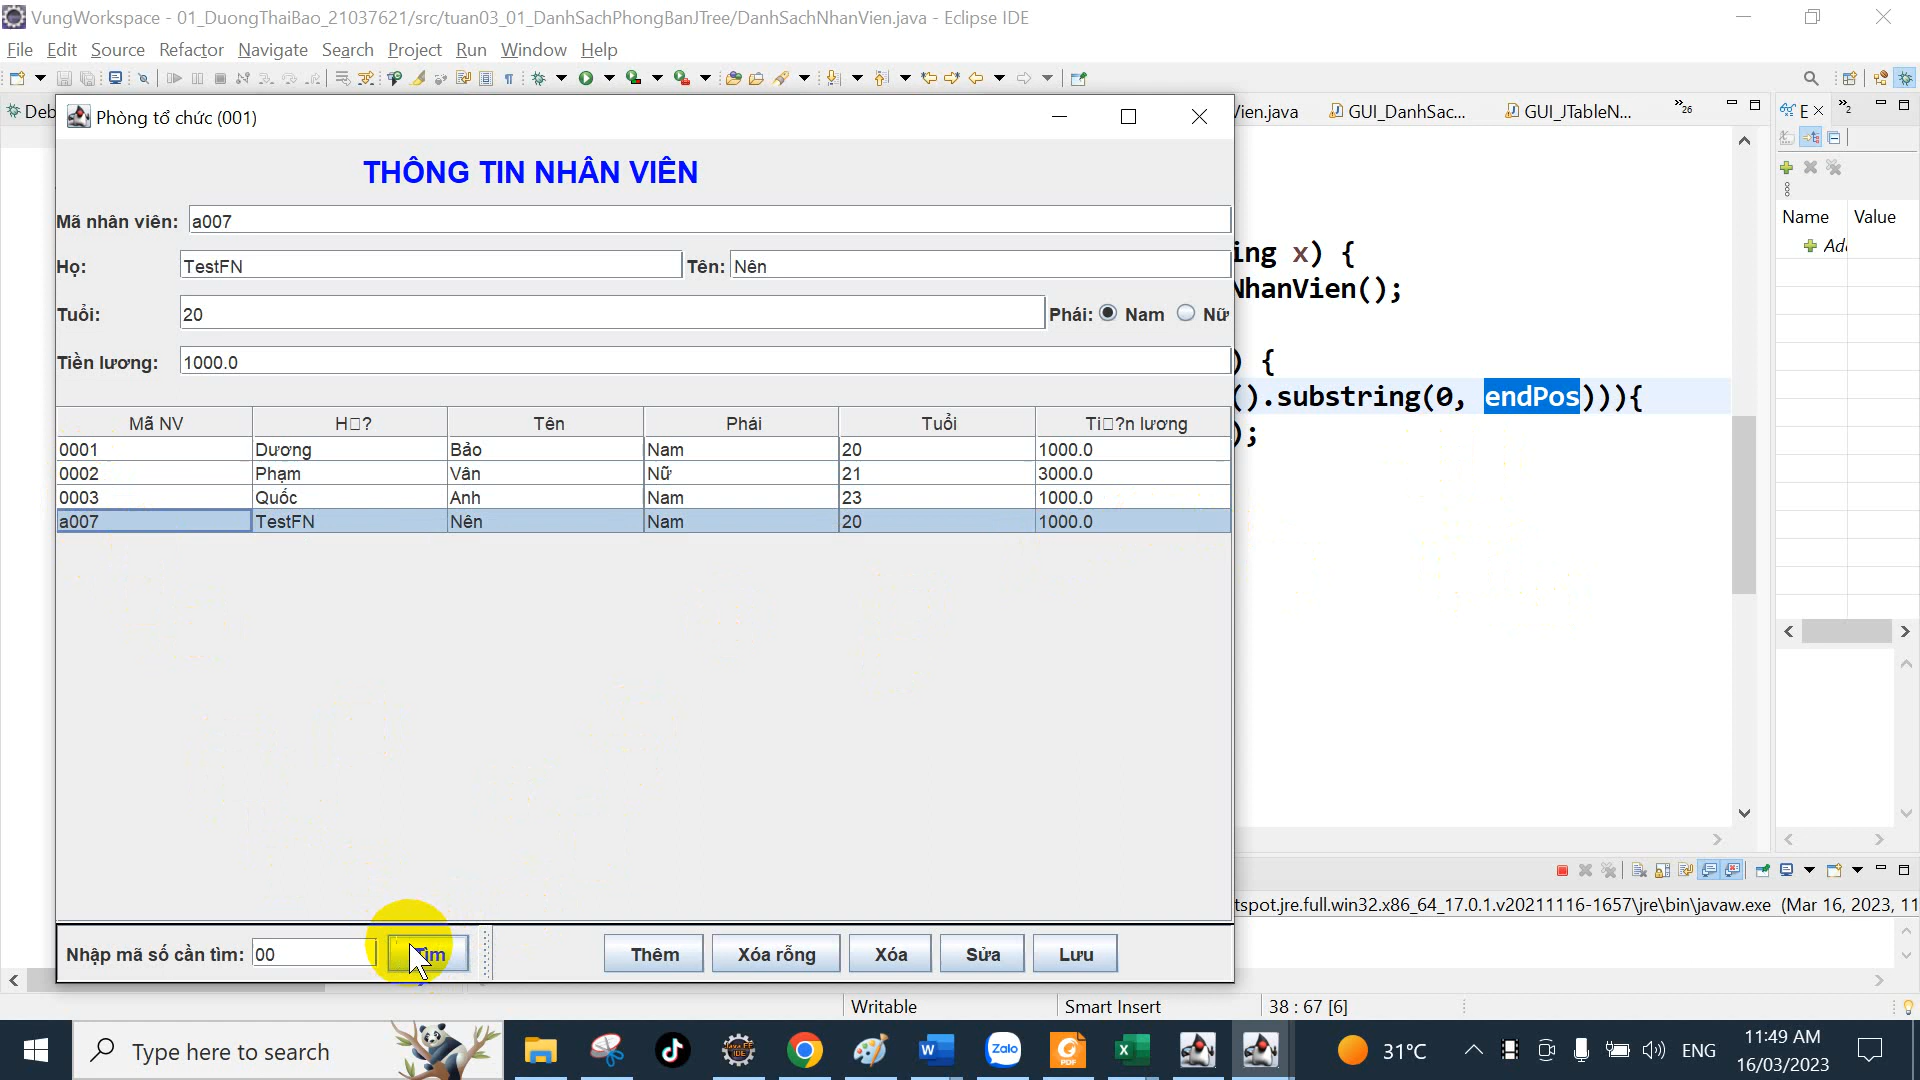 VungWorkspace - 01_DuongThaiBao_21037621/src/tuan03_01_DanhSachPhongBanJTree/DanhSachNhanVien.java - Eclipse IDE
File Edit Source Refactor Navigate Search Project Run Window Help
Deb
Vien.java GUI_DanhSac... GUI_JTableN... »26
E »2
Phòng tổ chức (001)
THÔNG TIN NHÂN VIÊN
Mã nhân viên: a007
Họ: TestFN Tên: Nên
Tuổi: 20 Phái: Nam Nữ
Tiền lương: 1000.0
Mã NV H□? Tên Phái Tuổi Ti□?n lương
0001 Dương Bảo Nam 20 1000.0
0002 Phạm Vân Nữ 21 3000.0
0003 Quốc Anh Nam 23 1000.0
a007 TestFN Nên Nam 20 1000.0
Nhập mã số cần tìm: 00 Tìm Thêm Xóa rỗng Xóa Sửa Lưu
ing x) {
NhanVien();
) {
().substring(0, endPos))){
);
Name Value
Ad
tspot.jre.full.win32.x86_64_17.0.1.v20211116-1657\jre\bin\javaw.exe (Mar 16, 2023, 11
Writable Smart Insert 38 : 67 [6]
Type here to search
31°C ENG 11:49 AM
16/03/2023